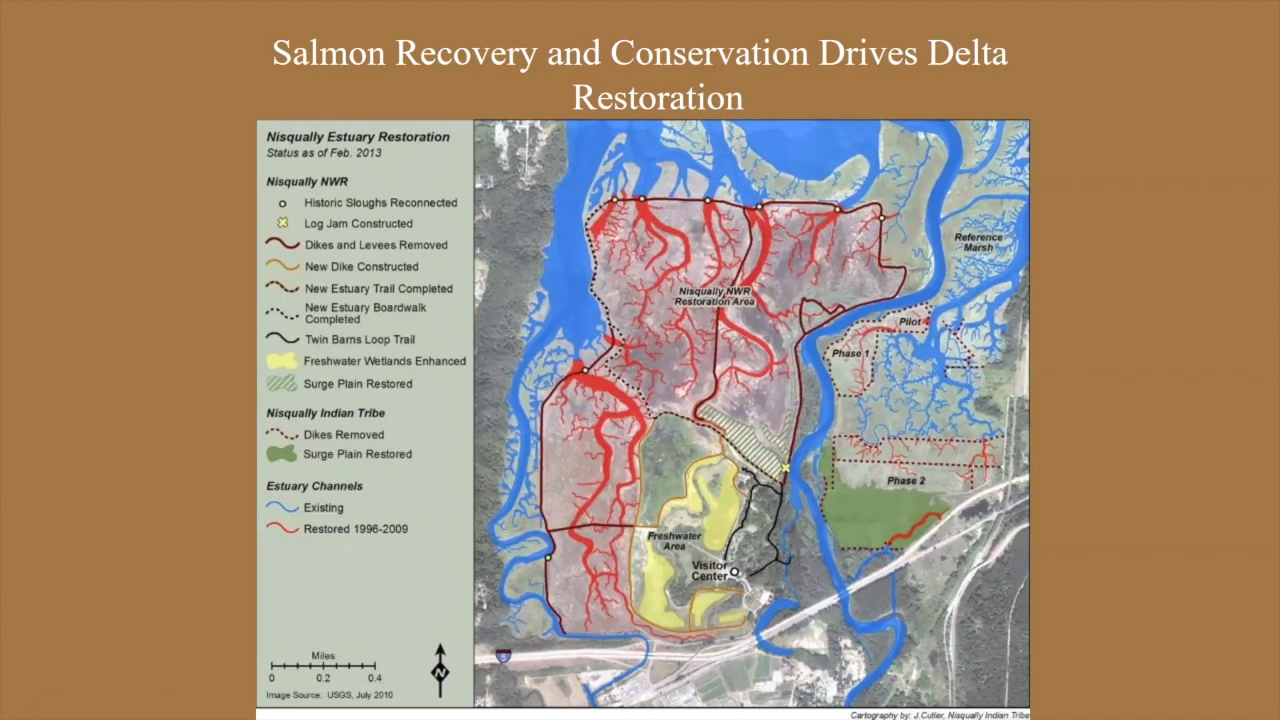 Salmon Recovery and Conservation Drives Delta
Restoration
Nisqually Estuary Restoration
Status as of Feb. 2013
Nisqually NWR
Historic Sloughs Reconnected
Log Jam Constructed
Dikes and Levees Removed
New Dike Constructed
New Estuary Trail Completed
New Estuary Boardwalk
Completed
Twin Barns Loop Trail
Freshwater Wetlands Enhanced
Surge Plain Restored
Nisqually Indian Tribe
Dikes Removed
Surge Plain Restored
Estuary Channels
Existing
Restored 1996-2009
Miles
0 0.2 0.4
N
Image Source: USGS, July 2010
Reference
Marsh
Nisqually NWR
Restoration Area
Pilot
Phase 1
Phase 2
Freshwater
Area
Visitor
Center
5
Cartography by: J.Cutler, Nisqually Indian Tribe